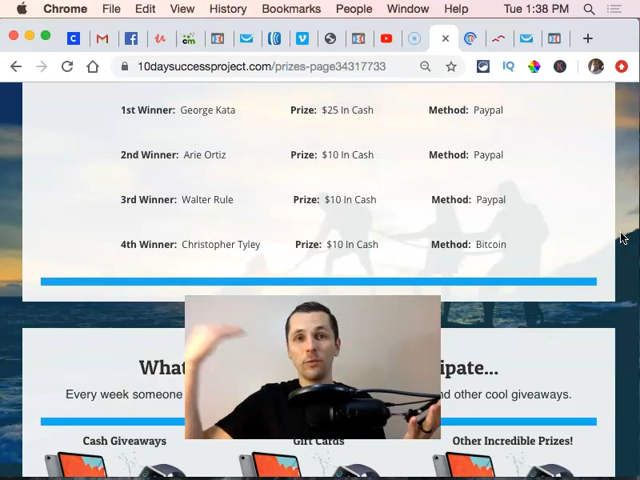 Chrome File Edit View History Bookmarks People Window Help Tue 1:38 PM
10daysuccessproject.com/prizes-page34317733
1st Winner: George Kata Prize: $25 In Cash Method: Paypal
2nd Winner: Arie Ortiz Prize: $10 In Cash Method: Paypal
3rd Winner: Walter Rule Prize: $10 In Cash Method: Paypal
4th Winner: Christopher Tyley Prize: $10 In Cash Method: Bitcoin
What ipate...
Every week someone nd other cool giveaways.
Cash Giveaways Gift Cards Other Incredible Prizes!